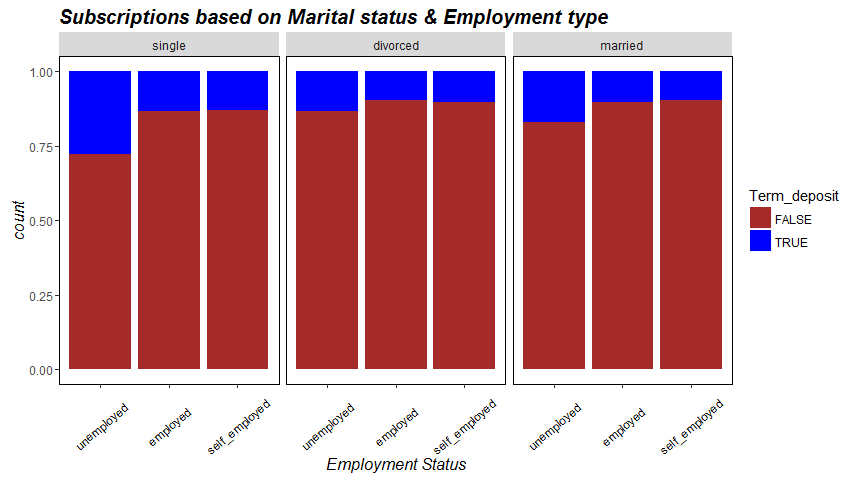 Subscriptions based on Marital status & Employment type
single divorced married
1.00
0.75
0.50
0.25
0.00
count
unemployed employed self_employed unemployed employed self_employed unemployed employed self_employed
Employment Status
Term_deposit
FALSE
TRUE